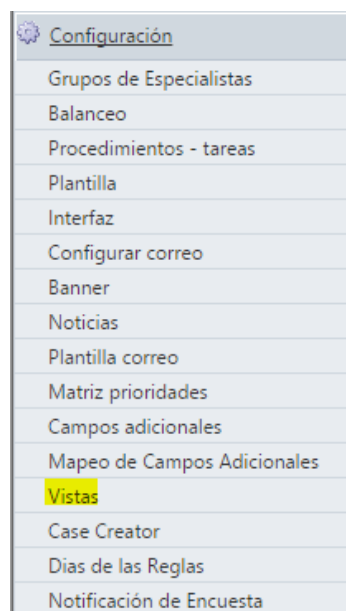 Configuración
Grupos de Especialistas
Balanceo
Procedimientos - tareas
Plantilla
Interfaz
Configurar correo
Banner
Noticias
Plantilla correo
Matriz prioridades
Campos adicionales
Mapeo de Campos Adicionales
Vistas
Case Creator
Dias de las Reglas
Notificación de Encuesta